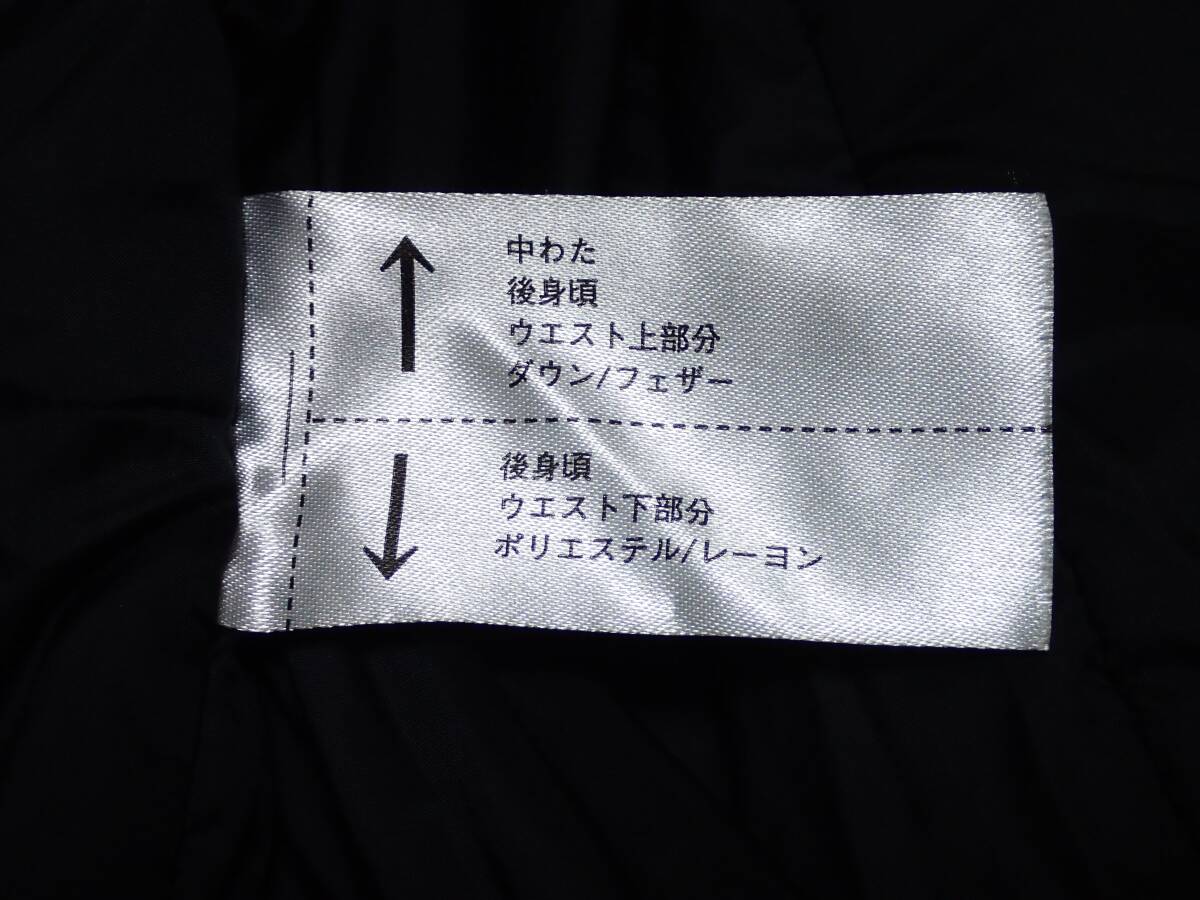 中わた
後身頃
ウエスト上部分
ダウン/フェザー
後身頃
ウエスト下部分
ポリエステル/レーヨン